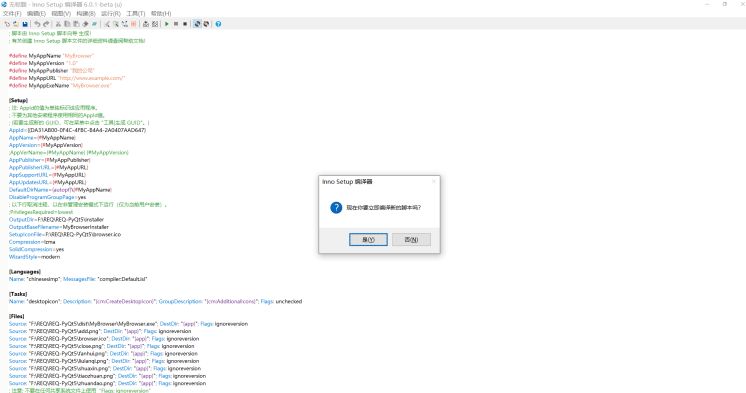 无标题 - Inno Setup 编译器 6.0.1-beta (u)
文件(F) 编辑(E) 视图(V) 构建(B) 运行(R) 工具(T) 帮助(H)
; 脚本由 Inno Setup 脚本向导 生成!
; 有关创建 Inno Setup 脚本文件的详细资料请查阅帮助文档!
#define MyAppName "MyBrowser"
#define MyAppVersion "1.0"
#define MyAppPublisher "我的公司"
#define MyAppURL "http://www.example.com/"
#define MyAppExeName "MyBrowser.exe"
[Setup]
; 注: AppId的值为单独标识该应用程序。
; 不要为其他安装程序使用相同的AppId值。
; (若要生成新的 GUID，可在菜单中点击 "工具|生成 GUID"。)
AppId={{DA31AB00-0F4C-4FBC-B4A4-2A0407AAD647}
AppName={#MyAppName}
AppVersion={#MyAppVersion}
;AppVerName={#MyAppName} {#MyAppVersion}
AppPublisher={#MyAppPublisher}
AppPublisherURL={#MyAppURL}
AppSupportURL={#MyAppURL}
AppUpdatesURL={#MyAppURL}
DefaultDirName={autopf}\{#MyAppName}
DisableProgramGroupPage=yes
; 以下行取消注释，以在非管理安装模式下运行（仅为当前用户安装）。
;PrivilegesRequired=lowest
OutputDir=F:\REQ\REQ-PyQt5\installer
OutputBaseFilename=MyBrowserInstaller
SetupIconFile=F:\REQ\REQ-PyQt5\browser.ico
Compression=lzma
SolidCompression=yes
WizardStyle=modern
Inno Setup 编译器
现在你要立即编译新的脚本吗?
是(Y)
否(N)
[Languages]
Name: "chinesesimp"; MessagesFile: "compiler:Default.isl"
[Tasks]
Name: "desktopicon"; Description: "{cm:CreateDesktopIcon}"; GroupDescription: "{cm:AdditionalIcons}"; Flags: unchecked
[Files]
Source: "F:\REQ\REQ-PyQt5\dist\MyBrowser\MyBrowser.exe"; DestDir: "{app}"; Flags: ignoreversion
Source: "F:\REQ\REQ-PyQt5\add.png"; DestDir: "{app}"; Flags: ignoreversion
Source: "F:\REQ\REQ-PyQt5\browser.ico"; DestDir: "{app}"; Flags: ignoreversion
Source: "F:\REQ\REQ-PyQt5\close.png"; DestDir: "{app}"; Flags: ignoreversion
Source: "F:\REQ\REQ-PyQt5\fanhui.png"; DestDir: "{app}"; Flags: ignoreversion
Source: "F:\REQ\REQ-PyQt5\liulanqi.png"; DestDir: "{app}"; Flags: ignoreversion
Source: "F:\REQ\REQ-PyQt5\shuaxin.png"; DestDir: "{app}"; Flags: ignoreversion
Source: "F:\REQ\REQ-PyQt5\tiaozhuan.png"; DestDir: "{app}"; Flags: ignoreversion
Source: "F:\REQ\REQ-PyQt5\zhuandao.png"; DestDir: "{app}"; Flags: ignoreversion
; 注意: 不要在任何共享系统文件上使用 "Flags: ignoreversion"